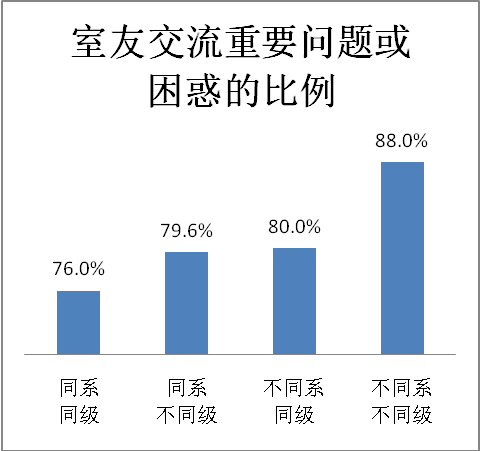 室友交流重要问题或
困惑的比例
88.0%
79.6%
80.0%
76.0%
同系 同系 不同系 不同系
同级 不同级 同级 不同级